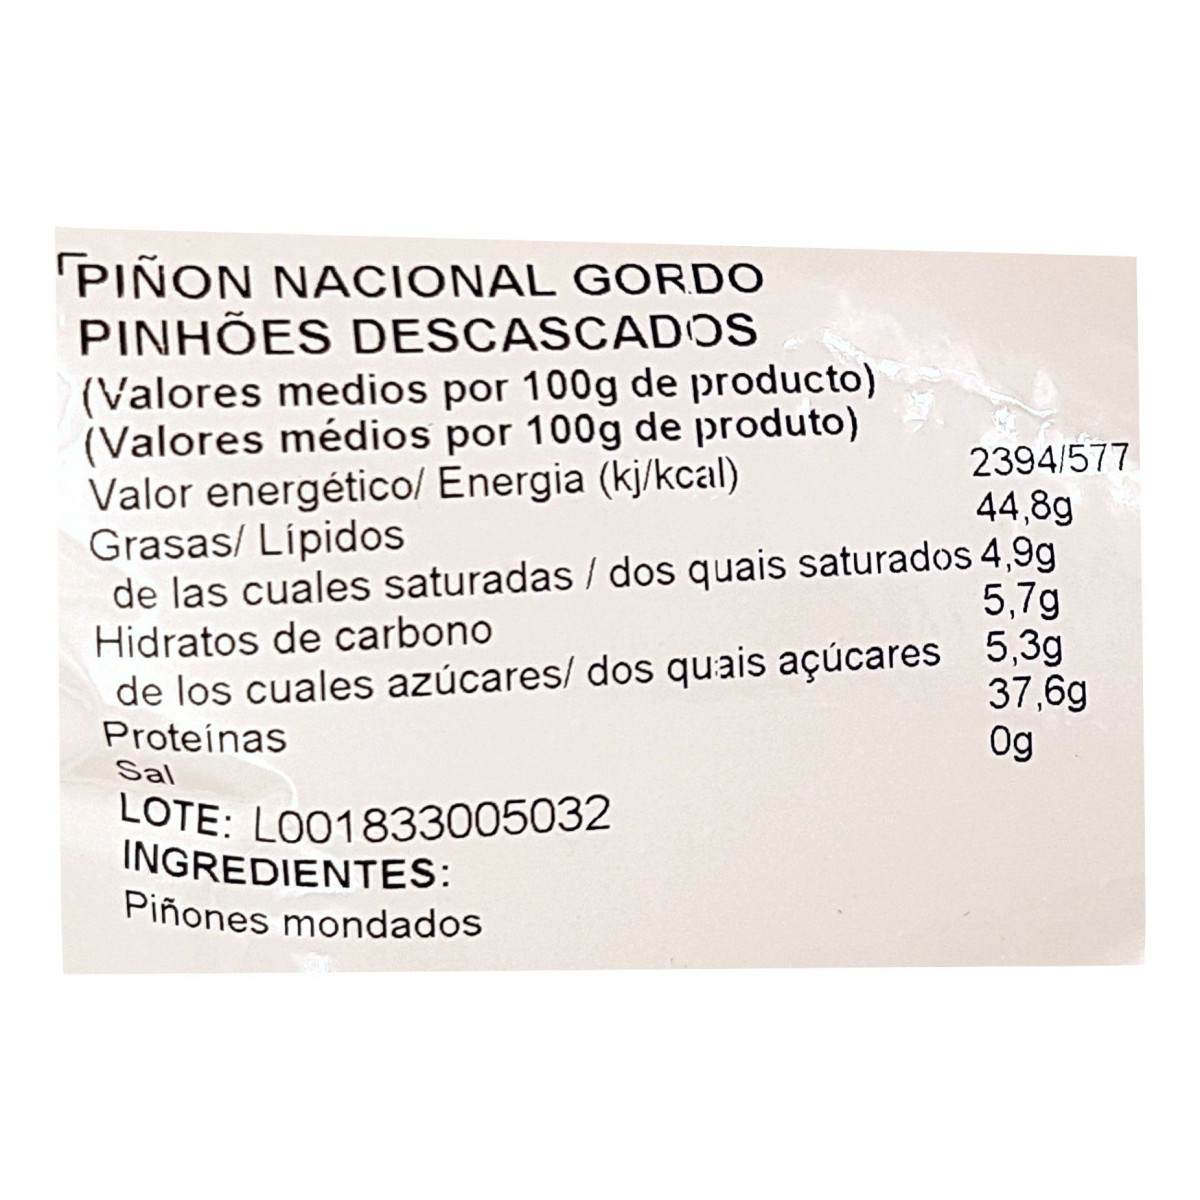 PIÑON NACIONAL GORDO
PINHÕES DESCASCADOS
(Valores medios por 100g de producto)
(Valores médios por 100g de produto)
Valor energético/ Energia (kj/kcal) 2394/577
Grasas/ Lípidos 44,8g
de las cuales saturadas / dos quais saturados 4,9g
Hidratos de carbono 5,7g
de los cuales azúcares/ dos quais açúcares 5,3g
Proteínas 37,6g
Sal 0g
LOTE: L001833005032
INGREDIENTES:
Piñones mondados